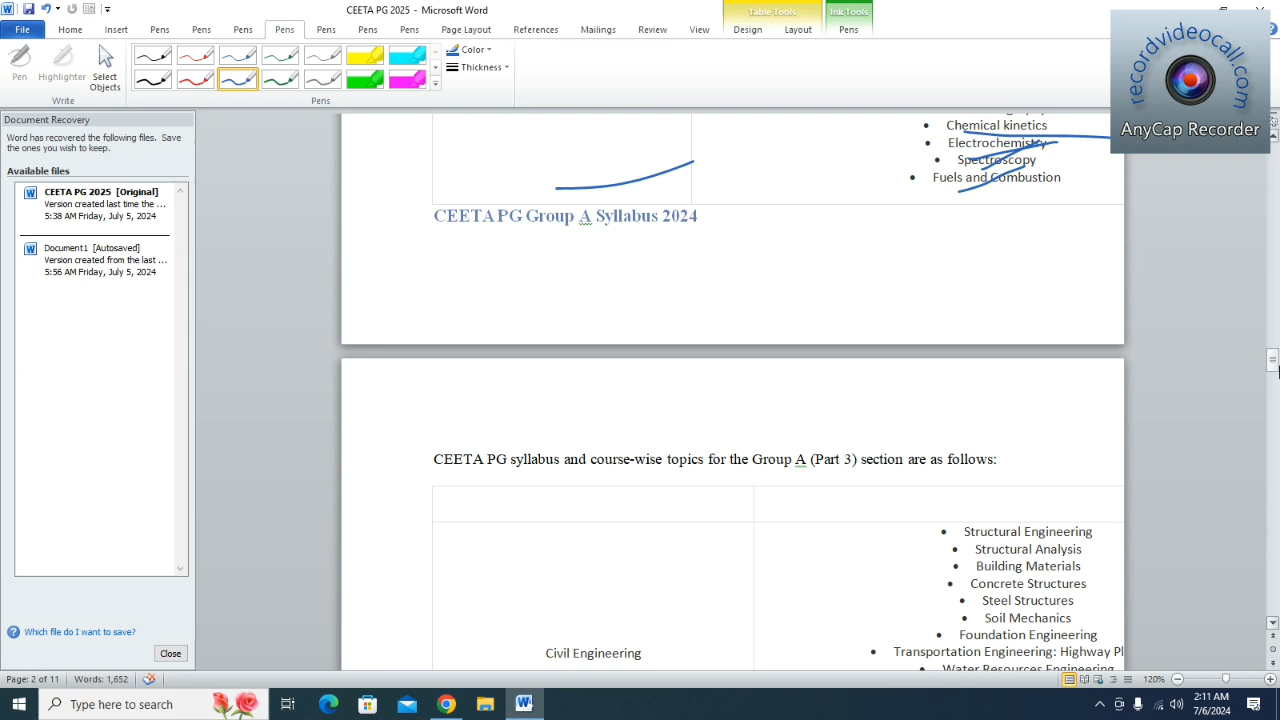 CEETA PG 2025 - Microsoft Word
Table Tools
Ink Tools
File
Home
Insert
Pens
Pens
Pens
Pens
Pens
Pens
Pens
Page Layout
References
Mailings
Review
View
Design
Layout
Pens
recordvideocall.com
AnyCap Recorder
Pen
Highlighter
Select
Objects
Color
Thickness
Write
Pens
Document Recovery
Word has recovered the following files. Save
the ones you wish to keep.
Available files
CEETA PG 2025 [Original]
Version created last time the ...
5:38 AM Friday, July 5, 2024
Document1 [Autosaved]
Version created from the last ...
5:56 AM Friday, July 5, 2024
Which file do I want to save?
Close
• Chemical kinetics
• Electrochemistry
• Spectroscopy
• Fuels and Combustion
CEETA PG Group A Syllabus 2024
CEETA PG syllabus and course-wise topics for the Group A (Part 3) section are as follows:
• Structural Engineering
• Structural Analysis
• Building Materials
• Concrete Structures
• Steel Structures
• Soil Mechanics
• Foundation Engineering
Civil Engineering
• Transportation Engineering: Highway Pl
• Water Resources Engineering
Page: 2 of 11
Words: 1,652
120%
Type here to search
2:11 AM
7/6/2024